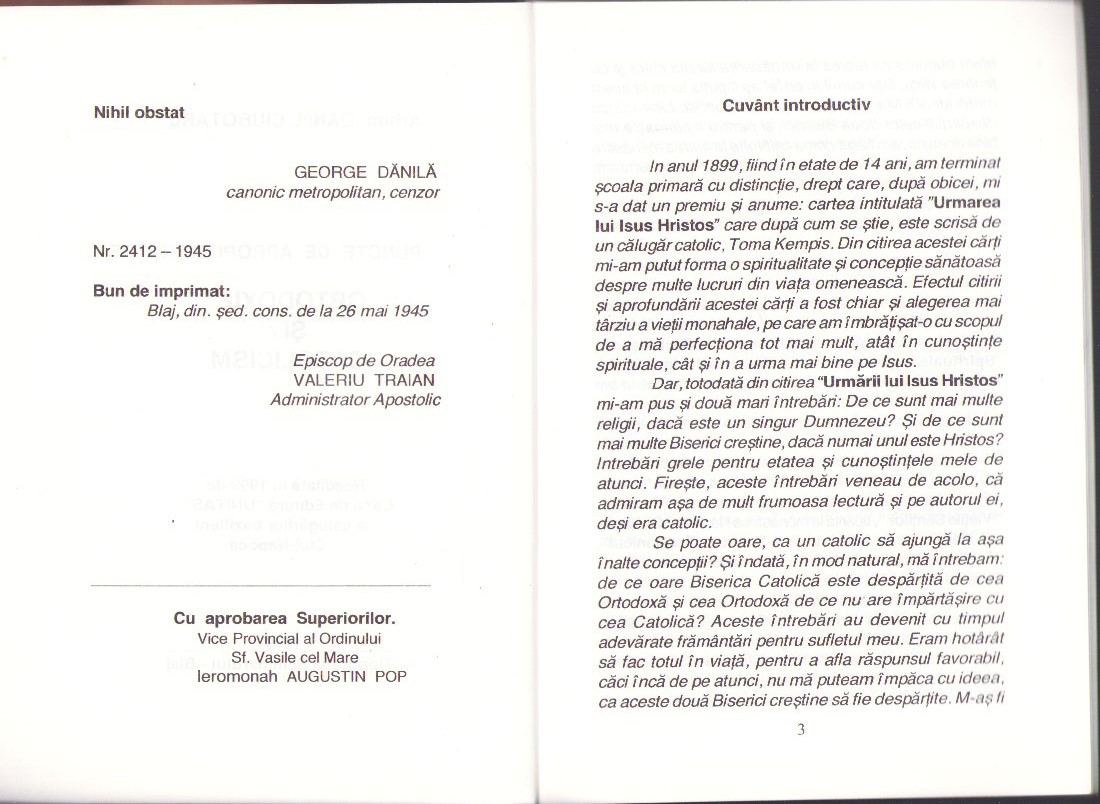 Nihil obstat
GEORGE DĂNILĂ
canonic metropolitan, cenzor
Nr. 2412 – 1945
Bun de imprimat:
Blaj, din. şed. cons. de la 26 mai 1945
Episcop de Oradea
VALERIU TRAIAN
Administrator Apostolic
Cu aprobarea Superiorilor.
Vice Provincial al Ordinului
Sf. Vasile cel Mare
Ieromonah AUGUSTIN POP
Cuvânt introductiv
In anul 1899, fiind în etate de 14 ani, am terminat
şcoala primară cu distincţie, drept care, după obicei, mi
s-a dat un premiu şi anume: cartea intitulată "Urmarea
lui Isus Hristos" care după cum se ştie, este scrisă de
un călugăr catolic, Toma Kempis. Din citirea acestei cărţi
mi-am putut forma o spiritualitate şi concepţie sănătoasă
despre multe lucruri din viaţa omenească. Efectul citirii
şi aprofundării acestei cărţi a fost chiar şi alegerea mai
târziu a vieţii monahale, pe care am îmbrăţişat-o cu scopul
de a mă perfecţiona tot mai mult, atât în cunoştinţe
spirituale, cât şi în a urma mai bine pe Isus.
Dar, totodată din citirea "Urmării lui Isus Hristos"
mi-am pus şi două mari întrebări: De ce sunt mai multe
religii, dacă este un singur Dumnezeu? Şi de ce sunt
mai multe Biserici creştine, dacă numai unul este Hristos?
Intrebări grele pentru etatea şi cunoştinţele mele de
atunci. Fireşte, aceste întrebări veneau de acolo, că
admiram aşa de mult frumoasa lectură şi pe autorul ei,
deşi era catolic.
Se poate oare, ca un catolic să ajungă la aşa
înalte concepţii? Şi îndată, în mod natural, mă întrebam:
de ce oare Biserica Catolică este despărţită de cea
Ortodoxă şi cea Ortodoxă de ce nu are împărtăşire cu
cea Catolică? Aceste întrebări au devenit cu timpul
adevărate frământări pentru sufletul meu. Eram hotărât
să fac totul în viaţă, pentru a afla răspunsul favorabil,
căci încă de pe atunci, nu mă puteam împăca cu ideea,
ca aceste două Biserici creştine să fie despărţite. M-aş fi
3